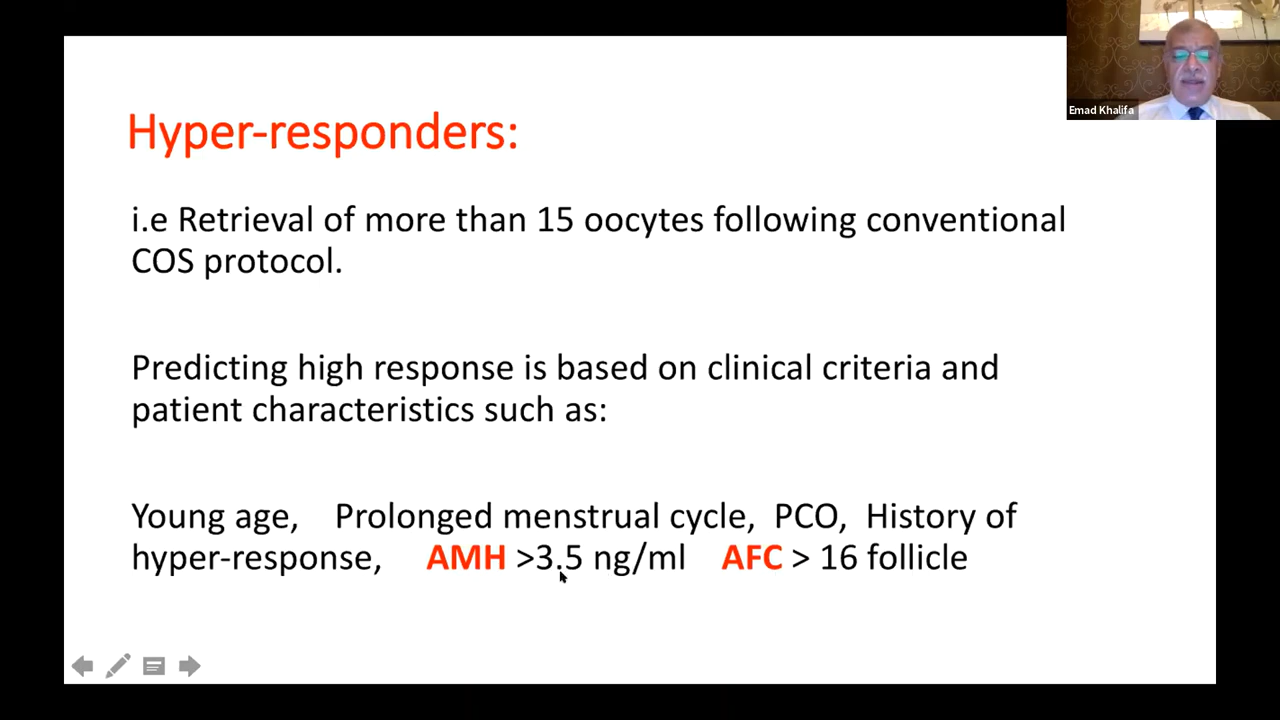 Emad Khalifa
Hyper-responders:
i.e Retrieval of more than 15 oocytes following conventional
COS protocol.
Predicting high response is based on clinical criteria and
patient characteristics such as:
Young age, Prolonged menstrual cycle, PCO, History of
hyper-response, AMH >3.5 ng/ml AFC > 16 follicle